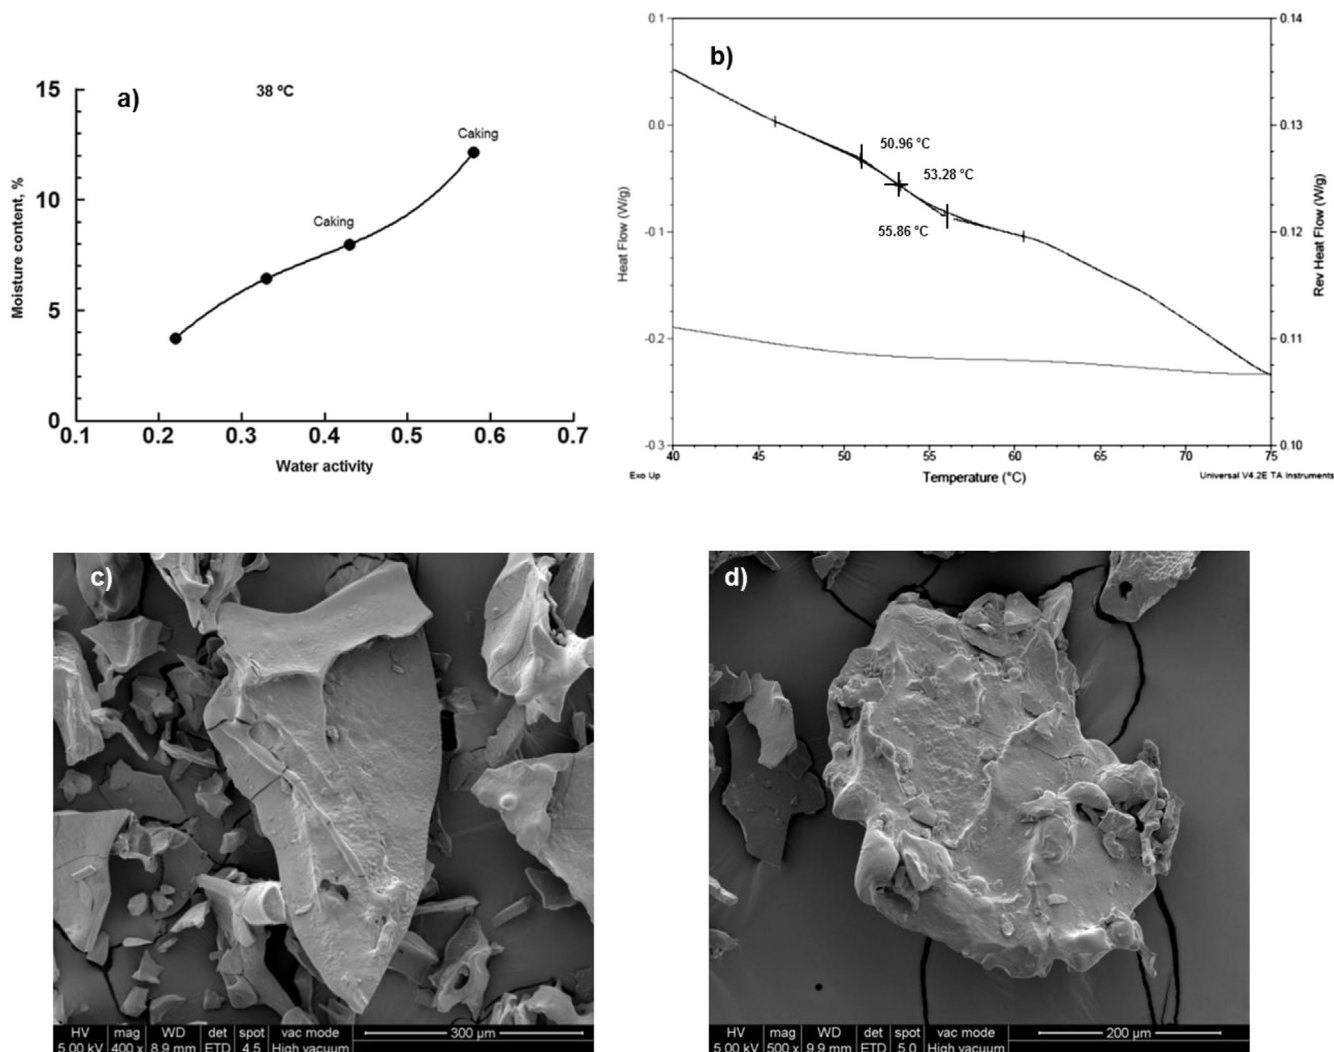 a)
38 ºC
15
10
5
0
Moisture content, %
Caking
Caking
0.1 0.2 0.3 0.4 0.5 0.6 0.7
Water activity
b)
0.1
0.0
-0.1
-0.2
-0.3
Heat Flow (W/g)
50.96 °C
53.28 °C
55.86 °C
0.14
0.13
0.12
0.11
0.10
Rev Heat Flow (W/g)
40 45 50 55 60 65 70 75
Exo Up
Temperature (°C)
Universal V4.2E TA Instruments
c)
HV mag WD det spot vac mode 300 µm
5.00 kV 400 x 8.9 mm ETD 4.5 High vacuum
d)
HV mag WD det spot vac mode 200 µm
5.00 kV 500 x 9.9 mm ETD 5.0 High vacuum